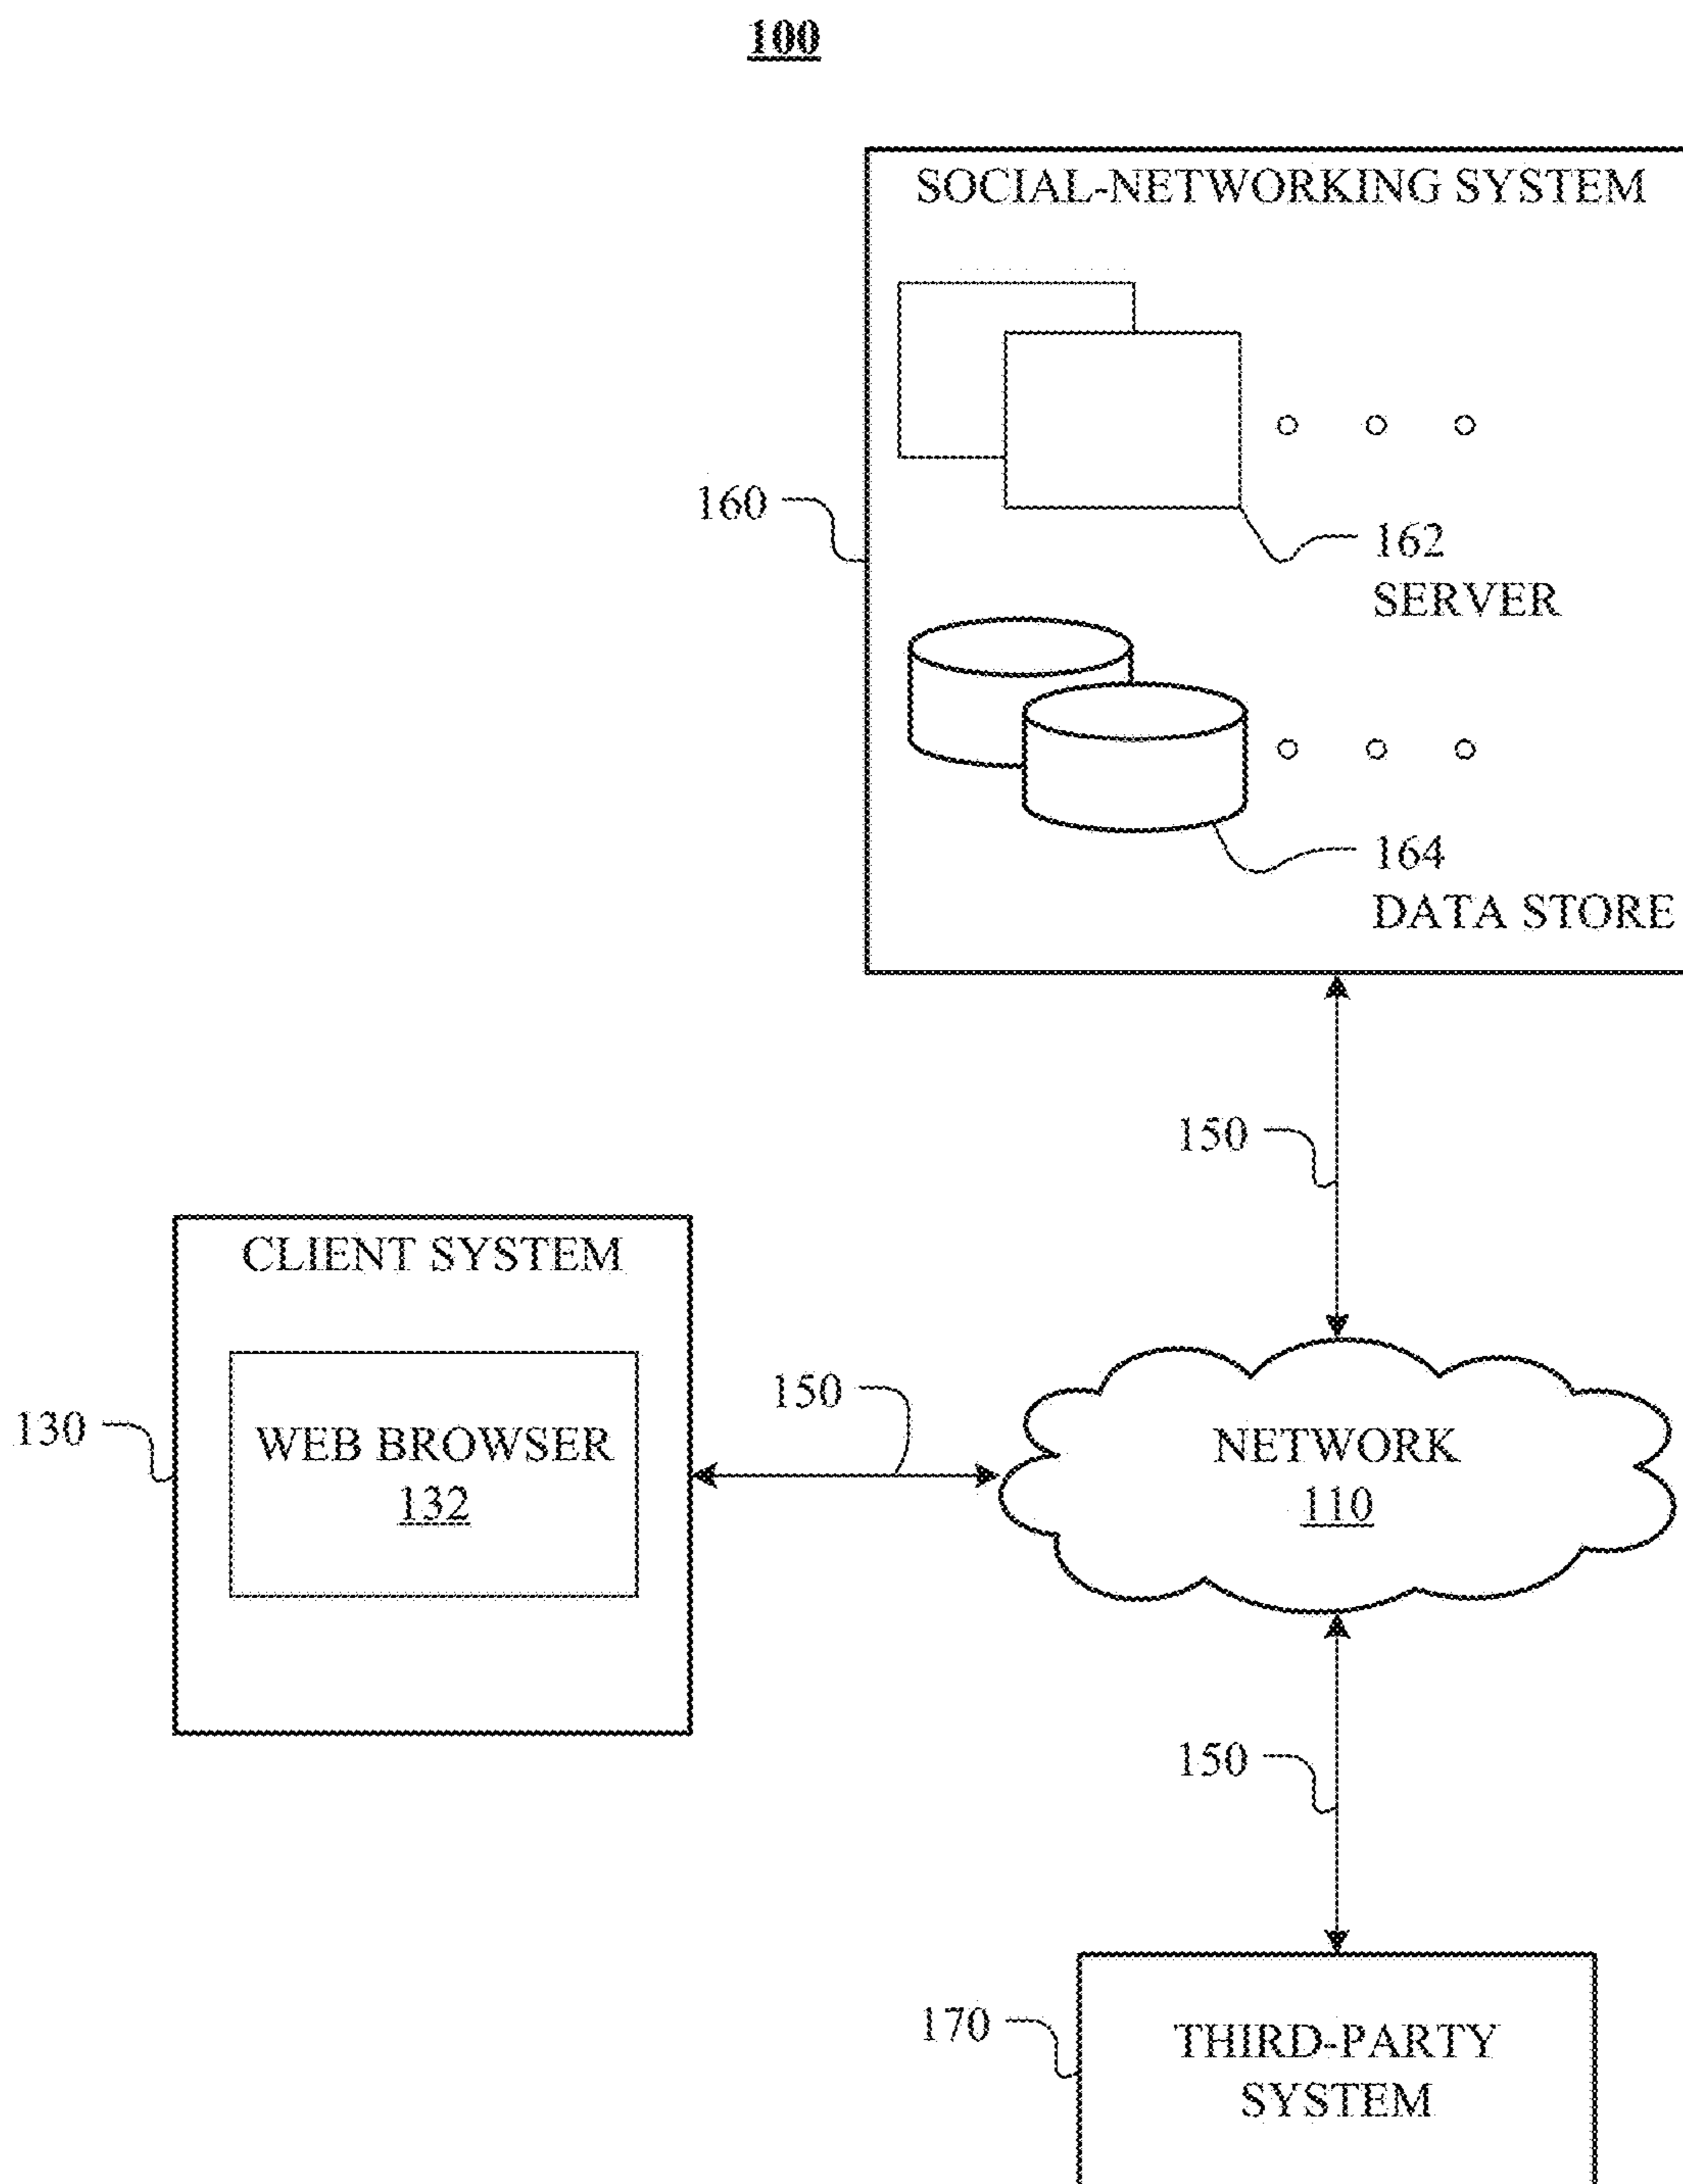 100
SOCIAL-NETWORKING SYSTEM
160
162
SERVER
164
DATA STORE
150
CLIENT SYSTEM
130
WEB BROWSER
132
150
NETWORK
110
150
170
THIRD-PARTY
SYSTEM